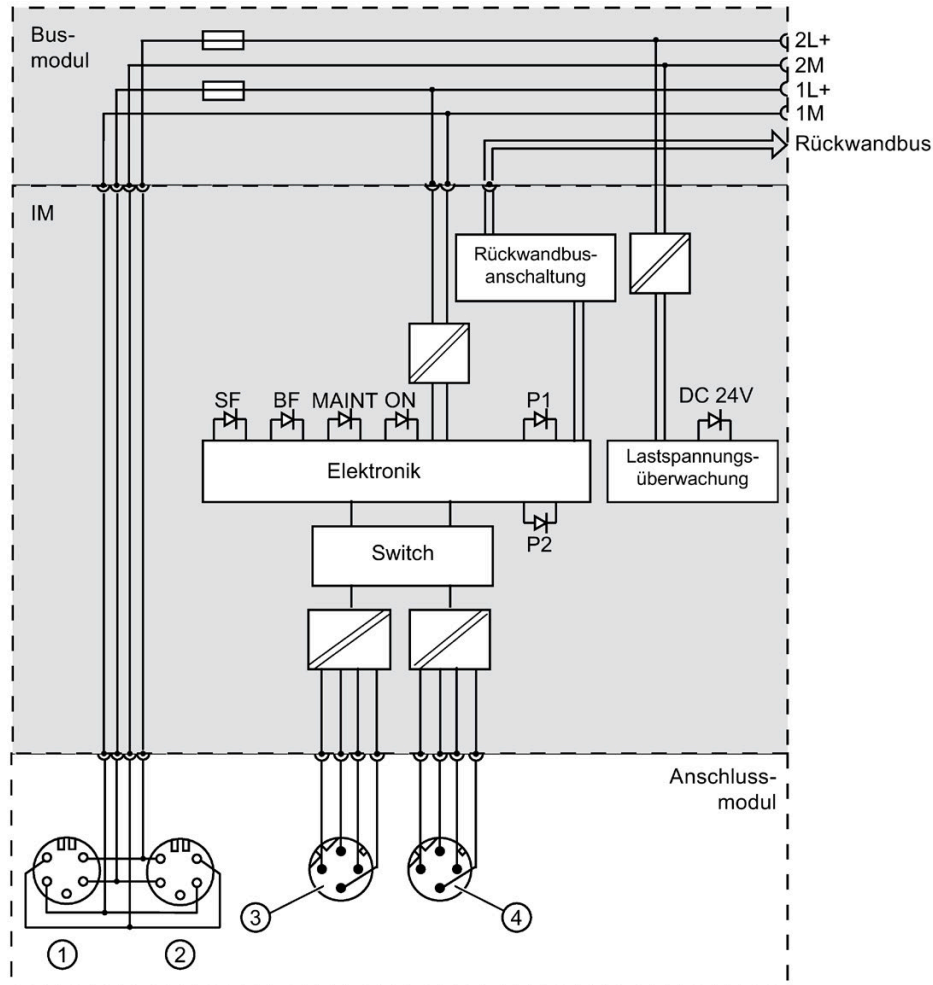 Bus-
modul
2L+
2M
1L+
1M
Rückwandbus
IM
Rückwandbus-
anschaltung
SF BF MAINT ON P1 DC 24V
Elektronik
Lastspannungs-
überwachung
P2
Switch
Anschluss-
modul
3 4
1 2